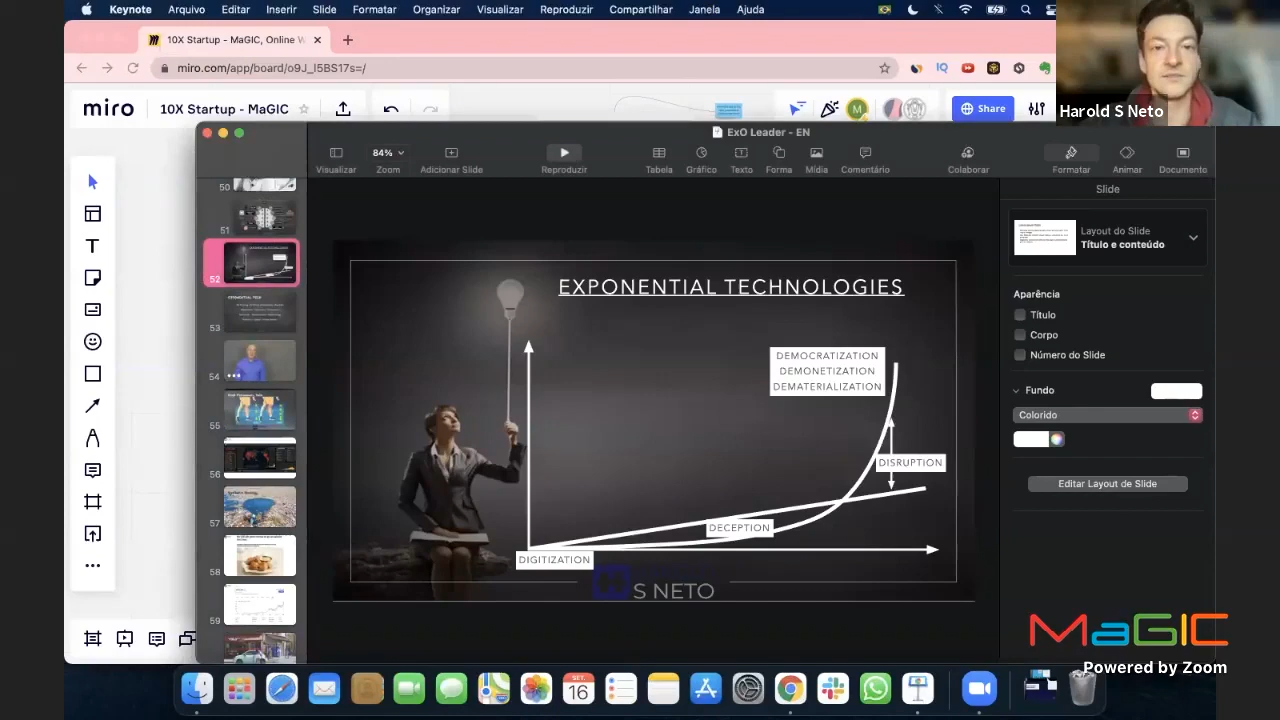 Keynote Arquivo Editar Inserir Slide Formatar Organizar Visualizar Reproduzir Compartilhar Janela Ajuda
10X Startup - MaGIC, Online W
miro.com/app/board/o9J_l5BS17s=/
Harold S Neto
miro 10X Startup - MaGIC
M
Share
ExO Leader - EN
84%
Visualizar Zoom Adicionar Slide Reproduzir Tabela Gráfico Texto Forma Mídia Comentário Colaborar Formatar Animar Documento
Slide
50
51
52
53
54
55
56
57
58
59
Layout do Slide
Título e conteúdo
Aparência
Título
Corpo
Número do Slide
Fundo
Colorido
Editar Layout de Slide
EXPONENTIAL TECHNOLOGIES
DEMOCRATIZATION
DEMONETIZATION
DEMATERIALIZATION
DISRUPTION
DECEPTION
DIGITIZATION
S NETO
MaGIC
Powered by Zoom
SET.
16